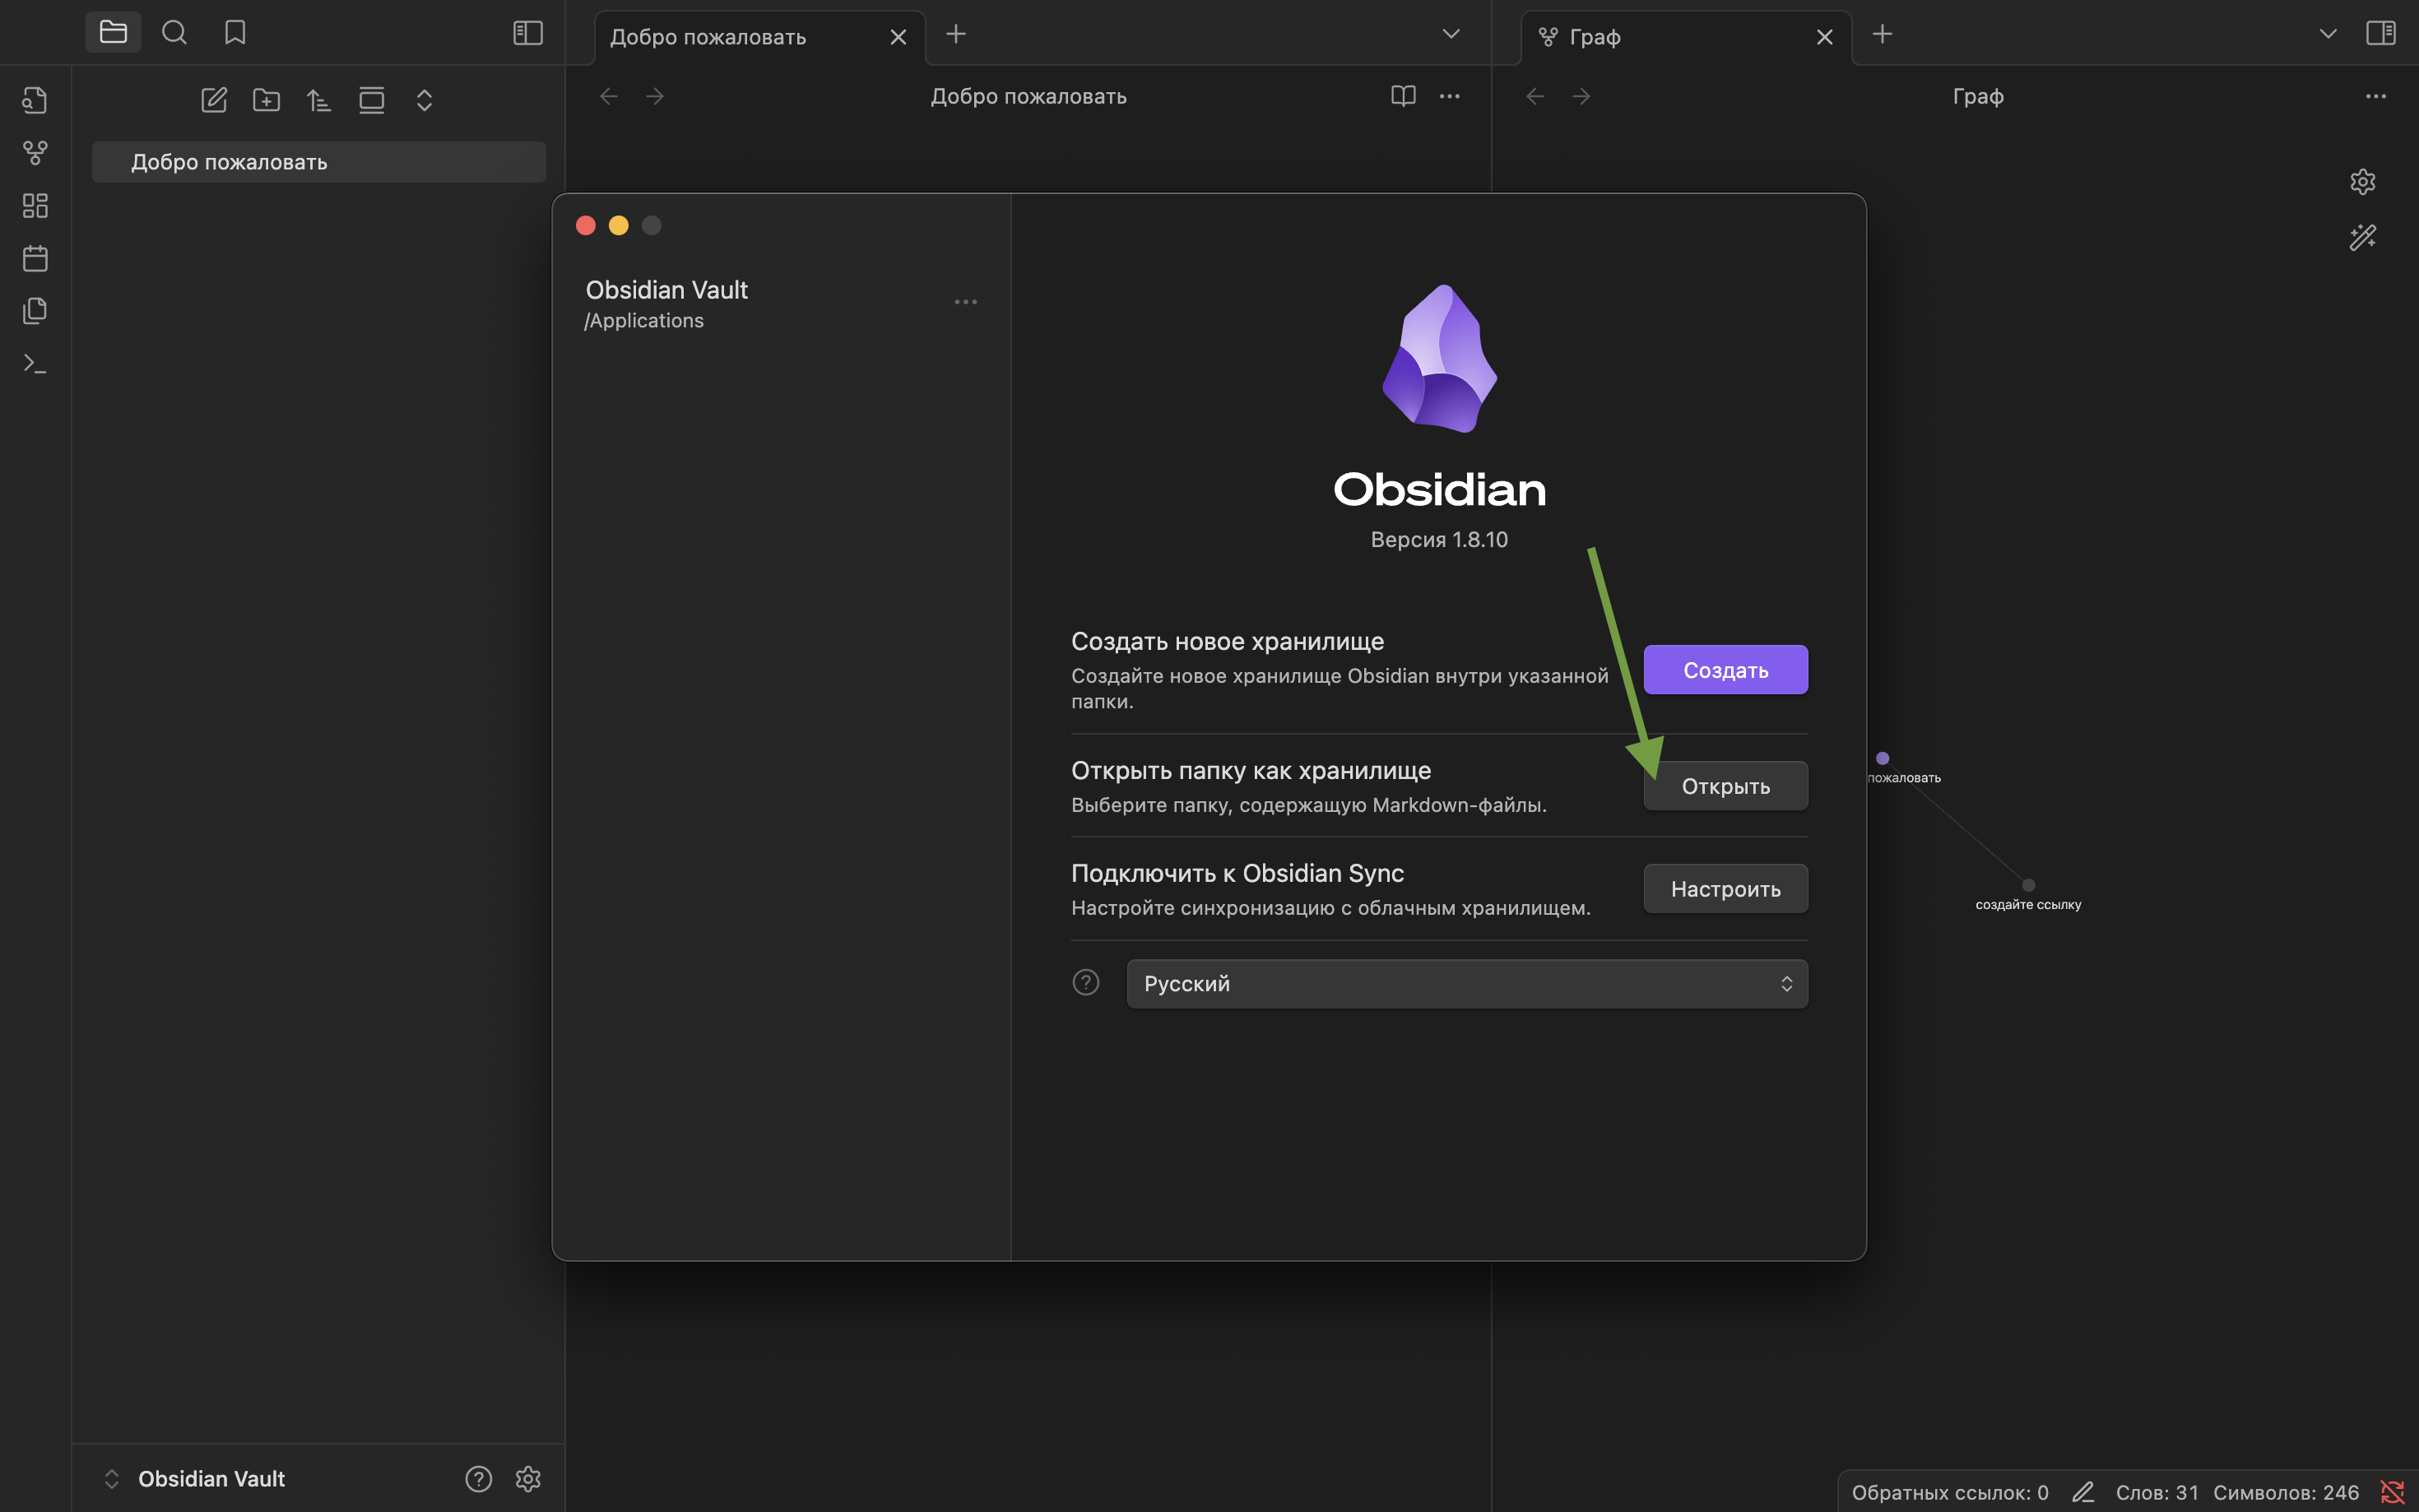 Добро пожаловать
Граф
Добро пожаловать
Граф
Добро пожаловать
Obsidian Vault
/Applications
Obsidian
Версия 1.8.10
Создать новое хранилище
Создайте новое хранилище Obsidian внутри указанной
папки.
Создать
Открыть папку как хранилище
Выберите папку, содержащую Markdown-файлы.
Открыть
Подключить к Obsidian Sync
Настройте синхронизацию с облачным хранилищем.
Настроить
Русский
пожаловать
создайте ссылку
Obsidian Vault
Обратных ссылок: 0
Слов: 31
Символов: 246